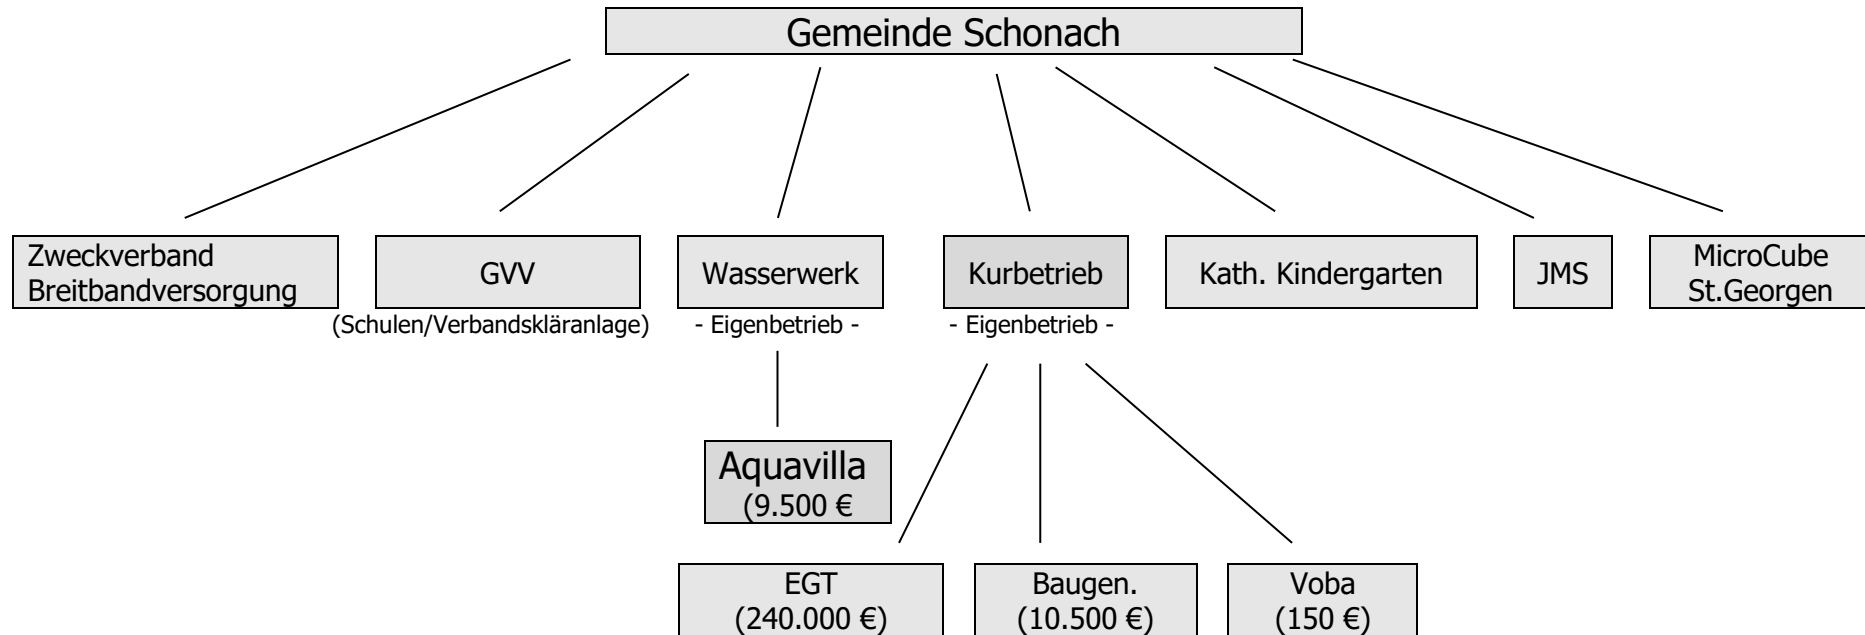 Gemeinde Schonach
Zweckverband
Breitbandversorgung
GVV
(Schulen/Verbandskläranlage)
Wasserwerk
- Eigenbetrieb -
Kurbetrieb
- Eigenbetrieb -
Kath. Kindergarten
JMS
MicroCube
St.Georgen
Aquavilla
(9.500 €
EGT
(240.000 €)
Baugen.
(10.500 €)
Voba
(150 €)